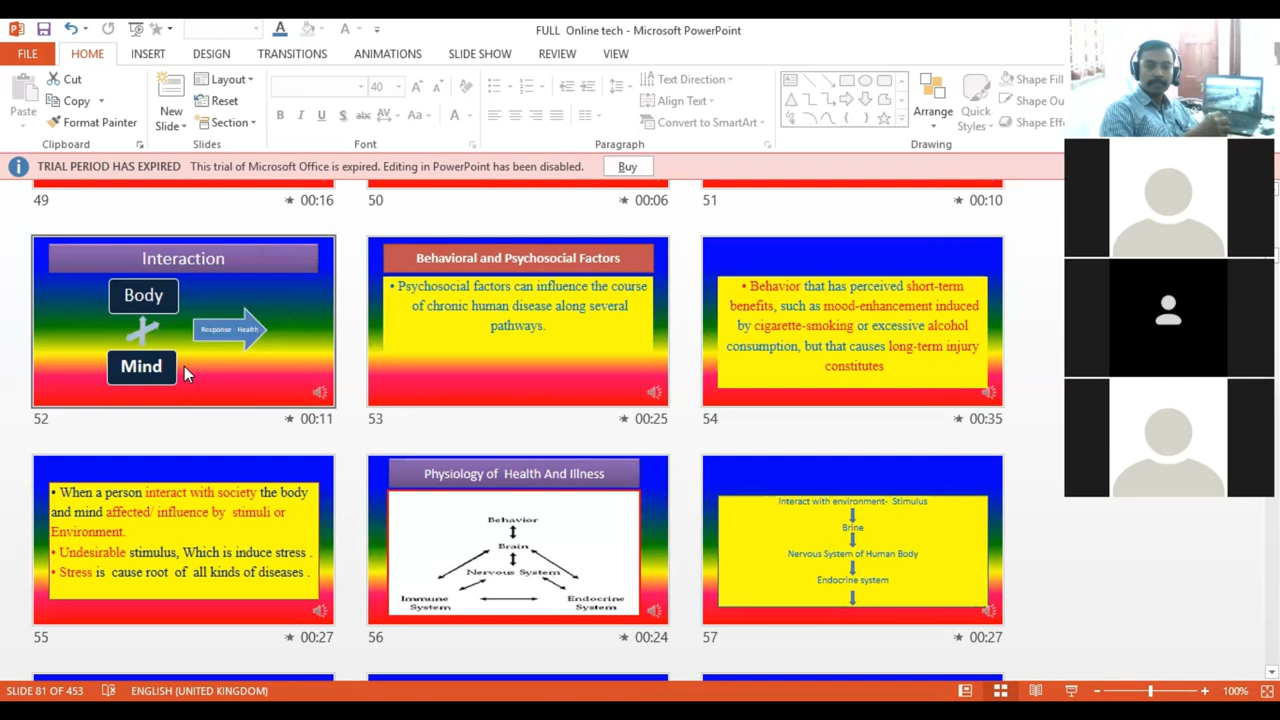 FULL Online tech - Microsoft PowerPoint
FILE HOME INSERT DESIGN TRANSITIONS ANIMATIONS SLIDE SHOW REVIEW VIEW
Paste
Cut
Copy
Format Painter
Clipboard
New
Slide
Layout
Reset
Section
Slides
40
B I U S abc AV Aa A
Font
Text Direction
Align Text
Convert to SmartArt
Paragraph
Arrange
Quick
Styles
Shape Fill
Shape Ou
Shape Effe
Drawing
TRIAL PERIOD HAS EXPIRED This trial of Microsoft Office is expired. Editing in PowerPoint has been disabled. Buy
49 00:16 50 00:06 51 00:10
Interaction
Body
Mind
Response - Health
52 00:11
Behavioral and Psychosocial Factors
• Psychosocial factors can influence the course
of chronic human disease along several
pathways.
53 00:25
• Behavior that has perceived short-term
benefits, such as mood-enhancement induced
by cigarette-smoking or excessive alcohol
consumption, but that causes long-term injury
constitutes
54 00:35
• When a person interact with society the body
and mind affected/ influence by stimuli or
Environment.
• Undesirable stimulus, Which is induce stress .
• Stress is cause root of all kinds of diseases .
55 00:27
Physiology of Health And Illness
Behavior
Brain
Nervous System
Immune
System
Endocrine
System
56 00:24
Interact with environment- Stimulus
Brine
Nervous System of Human Body
Endocrine system
57 00:27
SLIDE 81 OF 453 ENGLISH (UNITED KINGDOM) 100%